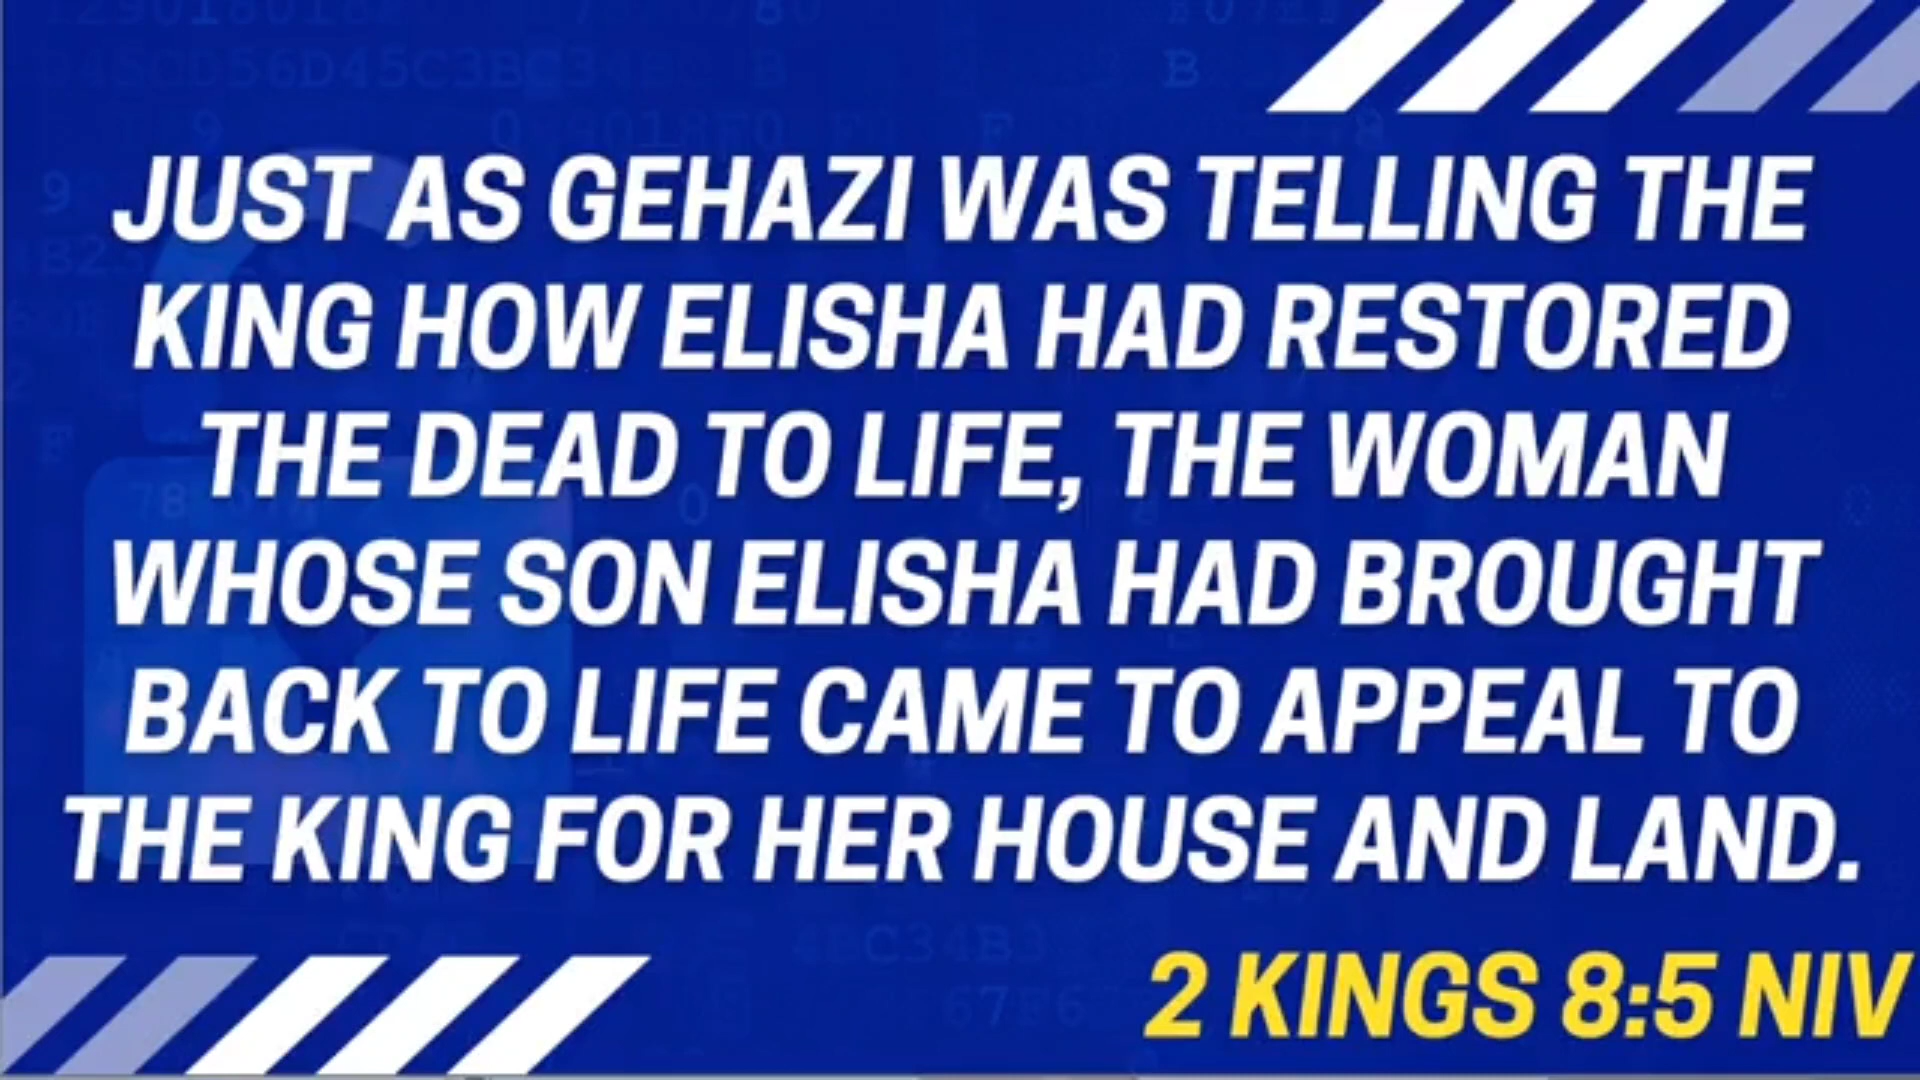 JUST AS GEHAZI WAS TELLING THE
KING HOW ELISHA HAD RESTORED
THE DEAD TO LIFE, THE WOMAN
WHOSE SON ELISHA HAD BROUGHT
BACK TO LIFE CAME TO APPEAL TO
THE KING FOR HER HOUSE AND LAND.
2 KINGS 8:5 NIV